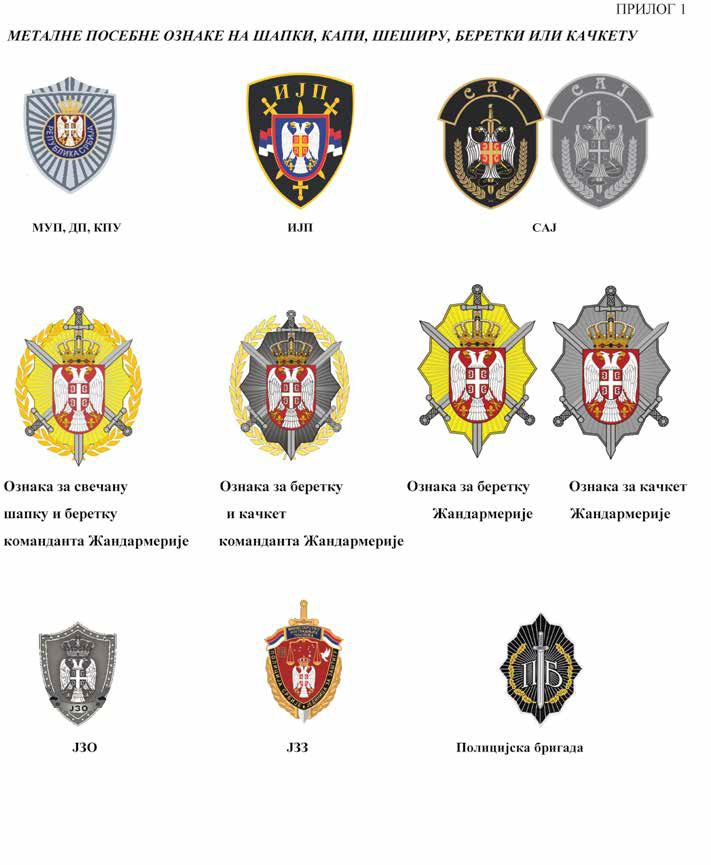 ПРИЛОГ 1
МЕТАЛНЕ ПОСЕБНЕ ОЗНАКЕ НА ШАПКИ, КАПИ, ШЕШИРУ, БЕРЕТКИ ИЛИ КАЧКЕТУ
РЕПУБЛИКА СРБИЈА
ИЈП
САЈ
САЈ
МУП, ДП, КПУ
ИЈП
САЈ
Ознака за свечану
шапку и беретку
команданта Жандармерије
Ознака за беретку
и качкет
команданта Жандармерије
Ознака за беретку
Жандармерије
Ознака за качкет
Жандармерије
ЈЗО
ПБ
ЈЗО
ЈЗЗ
Полицијска бригада